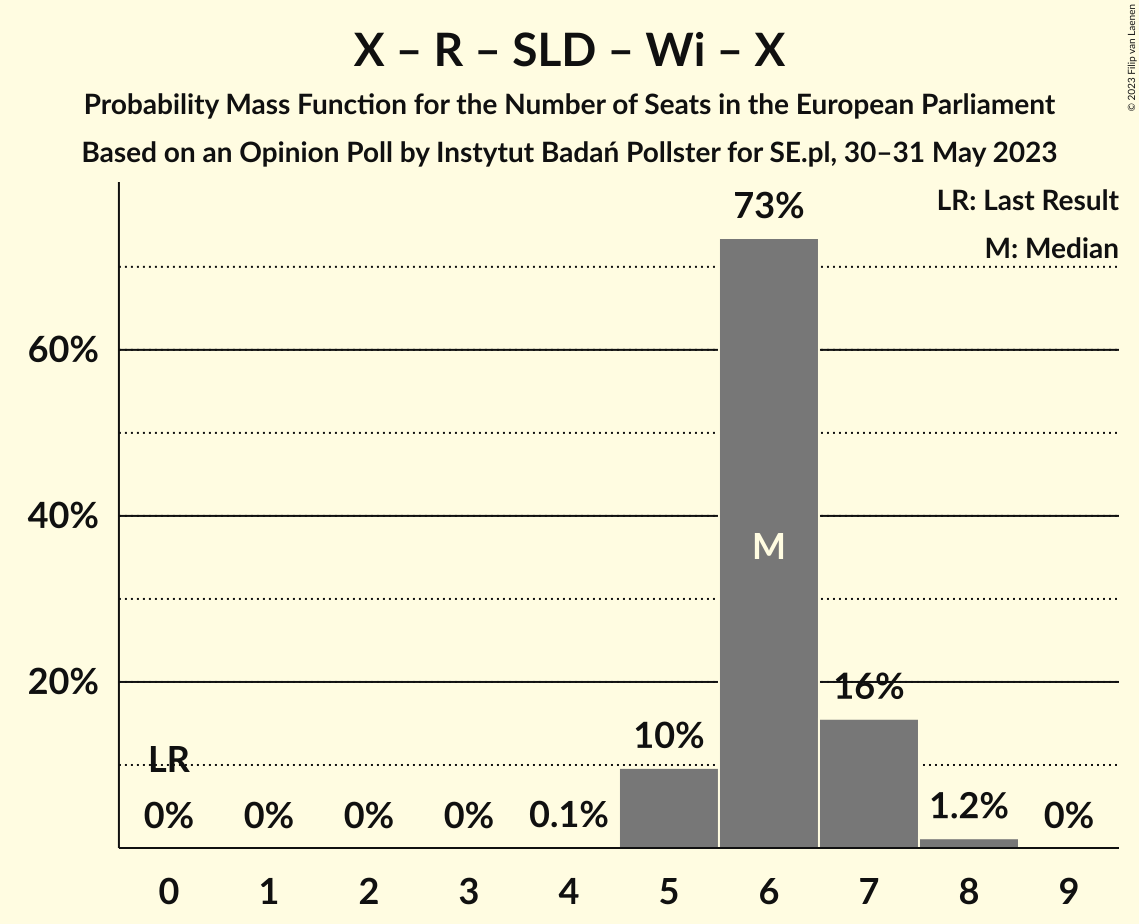 X – R – SLD – Wi – X
Probability Mass Function for the Number of Seats in the European Parliament
Based on an Opinion Poll by Instytut Badań Pollster for SE.pl, 30–31 May 2023
© 2023 Filip van Laenen
LR: Last Result
M: Median
60%
40%
20%
LR
0%
0%
0%
0%
0.1%
10%
73%
M
16%
1.2%
0%
0 1 2 3 4 5 6 7 8 9